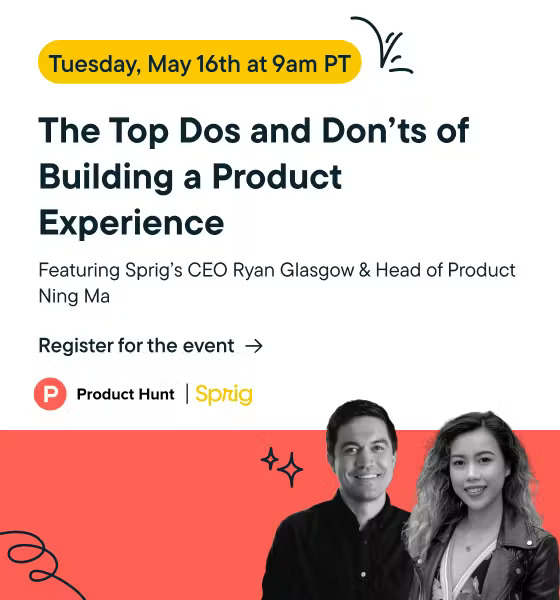 Tuesday, May 16th at 9am PT
The Top Dos and Don’ts of
Building a Product
Experience
Featuring Sprig’s CEO Ryan Glasgow & Head of Product
Ning Ma
Register for the event →
P Product Hunt | Sprig